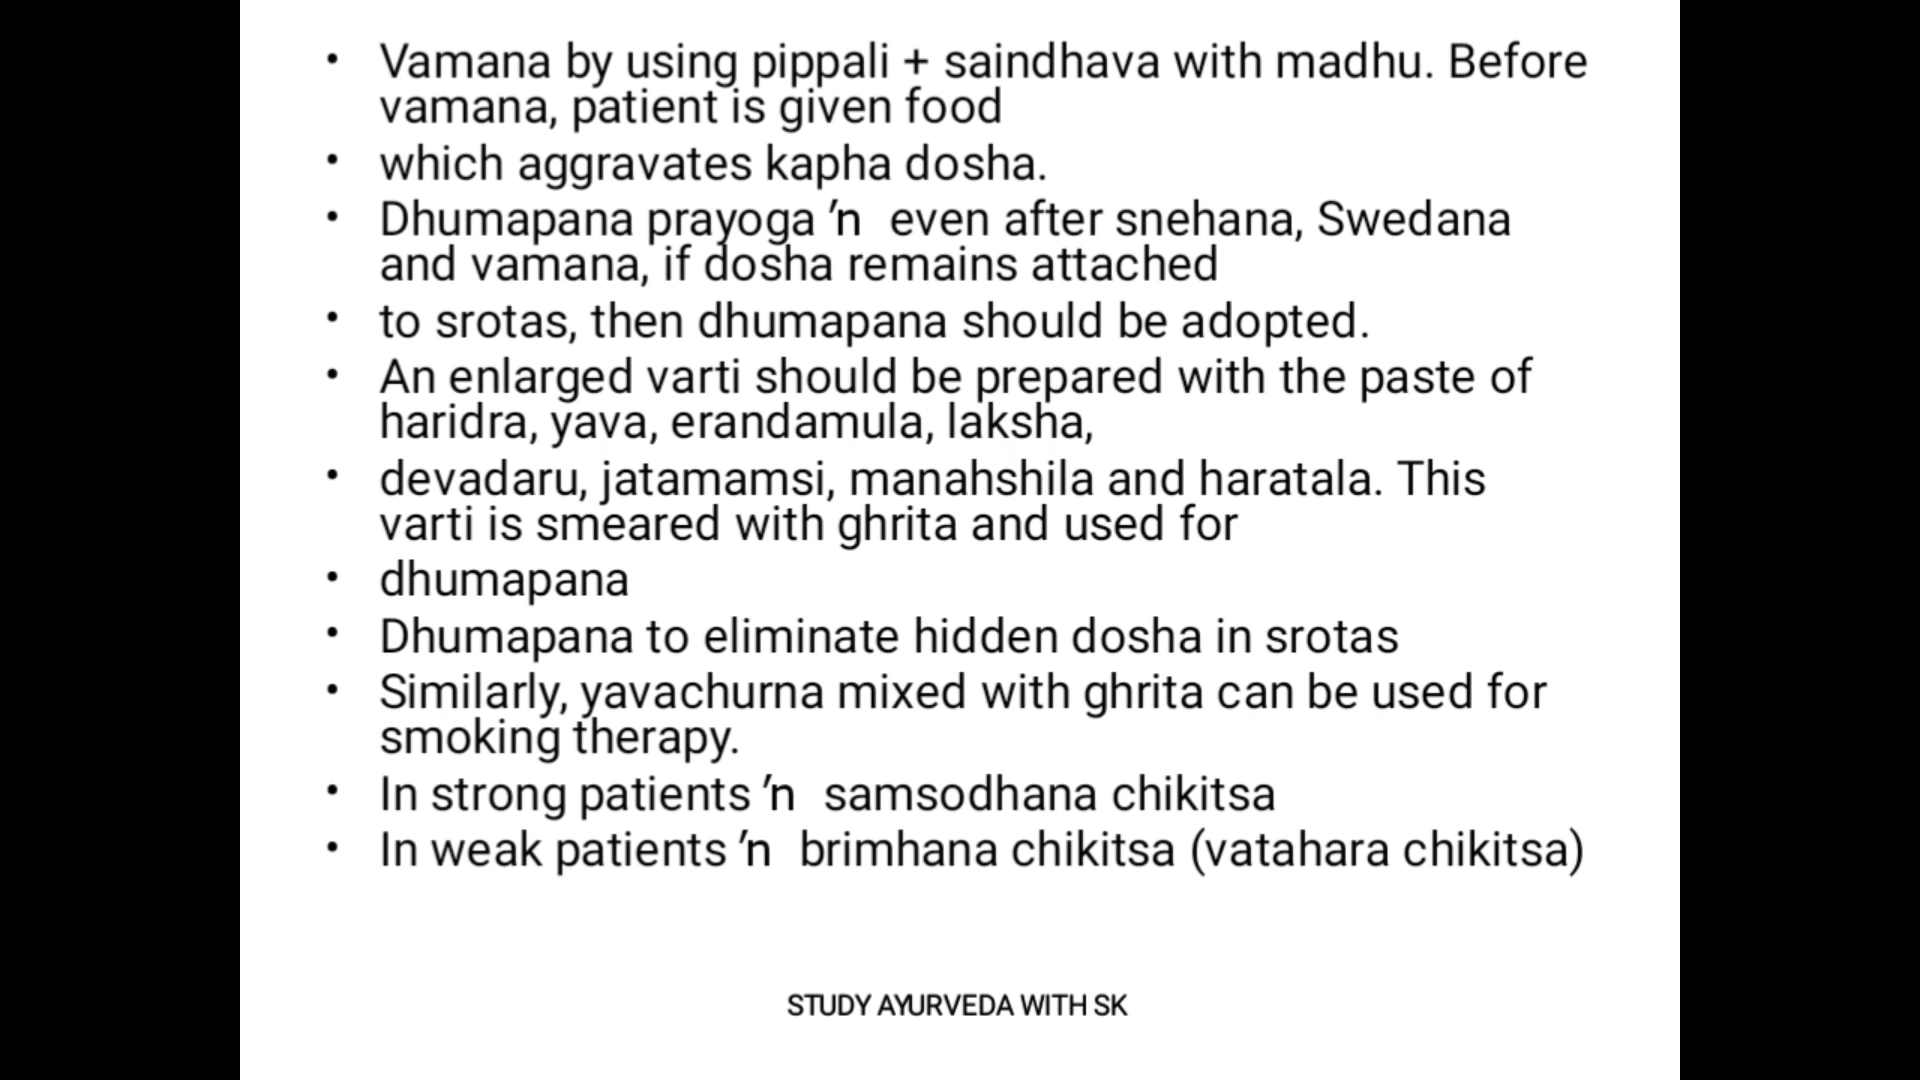 • Vamana by using pippali + saindhava with madhu. Before
vamana, patient is given food
• which aggravates kapha dosha.
• Dhumapana prayoga ŉ even after snehana, Swedana
and vamana, if dosha remains attached
• to srotas, then dhumapana should be adopted.
• An enlarged varti should be prepared with the paste of
haridra, yava, erandamula, laksha,
• devadaru, jatamamsi, manahshila and haratala. This
varti is smeared with ghrita and used for
• dhumapana
• Dhumapana to eliminate hidden dosha in srotas
• Similarly, yavachurna mixed with ghrita can be used for
smoking therapy.
• In strong patients ŉ samsodhana chikitsa
• In weak patients ŉ brimhana chikitsa (vatahara chikitsa)
STUDY AYURVEDA WITH SK